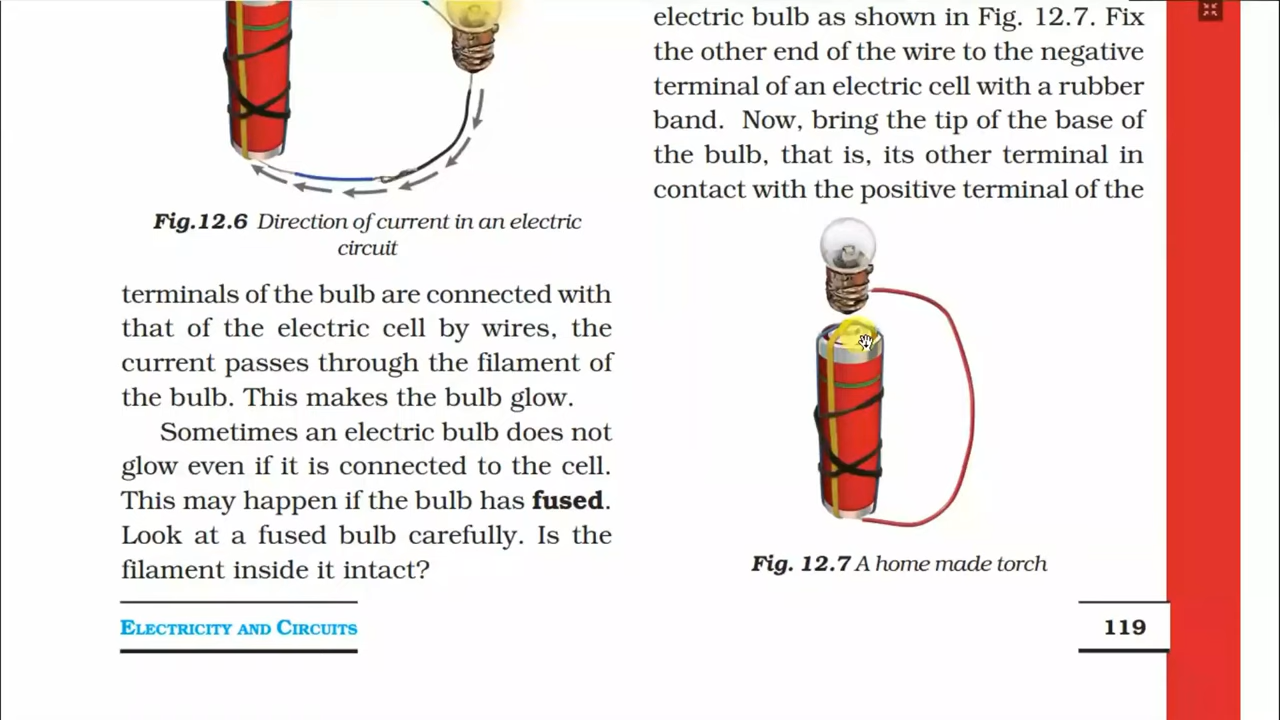 Fig.12.6 Direction of current in an electric
circuit
terminals of the bulb are connected with
that of the electric cell by wires, the
current passes through the filament of
the bulb. This makes the bulb glow.
Sometimes an electric bulb does not
glow even if it is connected to the cell.
This may happen if the bulb has fused.
Look at a fused bulb carefully. Is the
filament inside it intact?
electric bulb as shown in Fig. 12.7. Fix
the other end of the wire to the negative
terminal of an electric cell with a rubber
band. Now, bring the tip of the base of
the bulb, that is, its other terminal in
contact with the positive terminal of the
Fig. 12.7 A home made torch
ELECTRICITY AND CIRCUITS
119